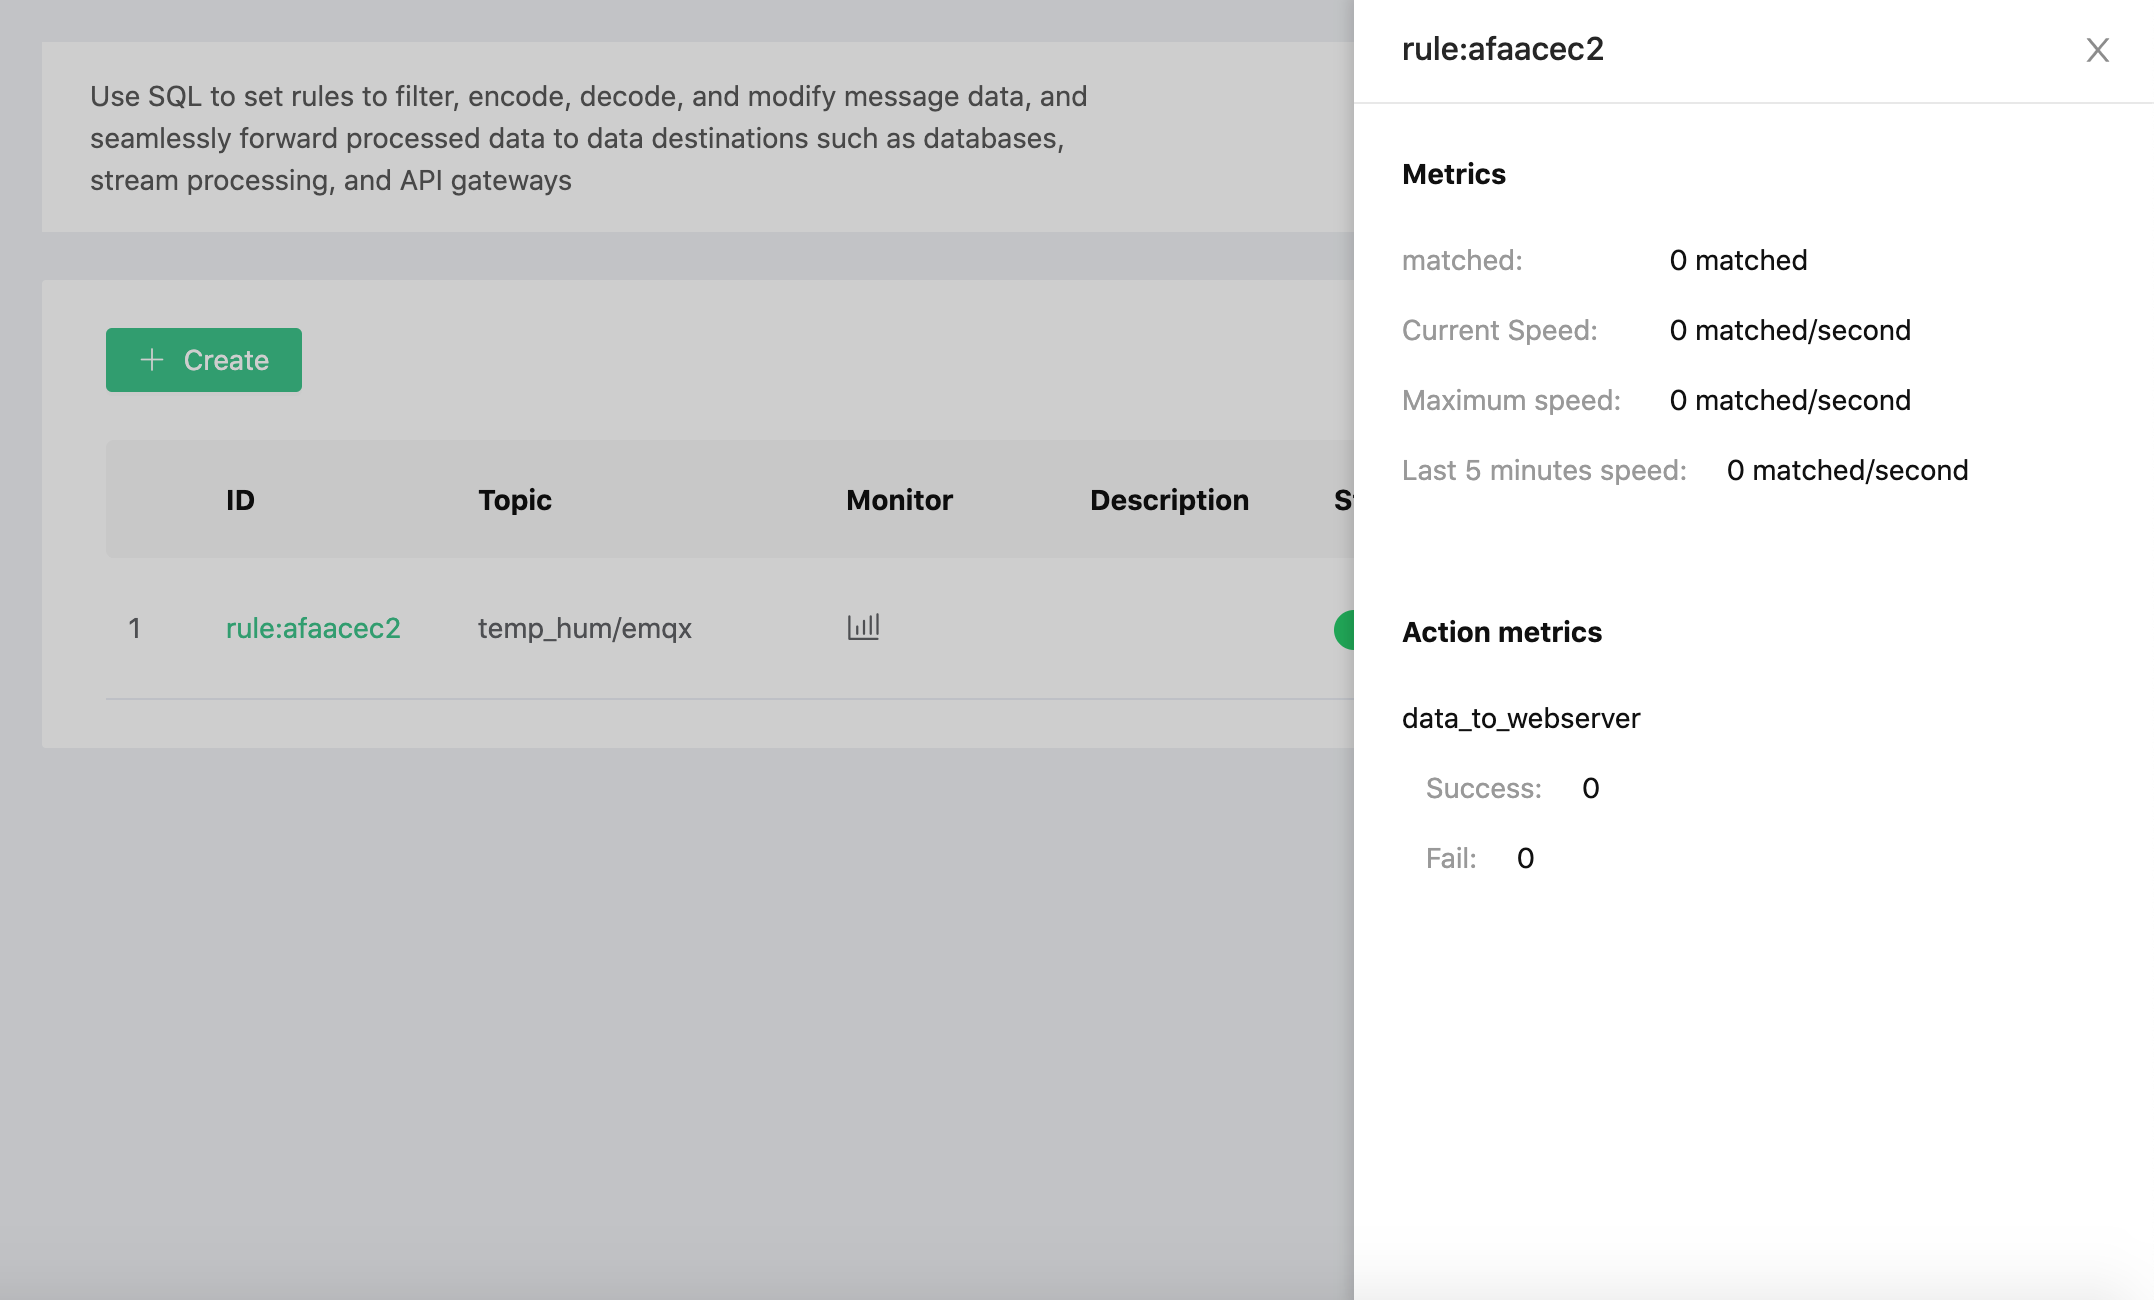 Use SQL to set rules to filter, encode, decode, and modify message data, and
seamlessly forward processed data to data destinations such as databases,
stream processing, and API gateways
Create
ID Topic Monitor Description
1 rule:afaacec2 temp_hum/emqx
rule:afaacec2
Metrics
matched: 0 matched
Current Speed: 0 matched/second
Maximum speed: 0 matched/second
Last 5 minutes speed: 0 matched/second
Action metrics
data_to_webserver
Success: 0
Fail: 0